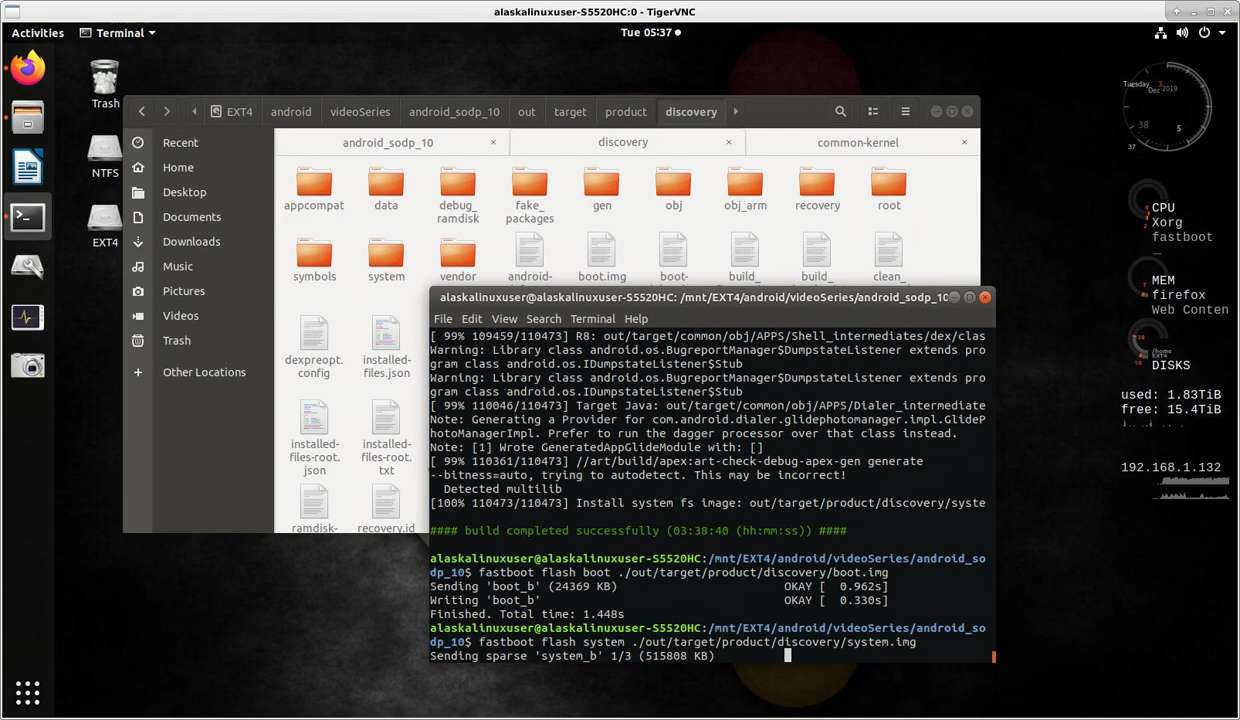 alaskalinuxuser-S5520HC:0 - TigerVNC
Activities
Terminal
Tue 05:37
Trash
NTFS
EXT4
EXT4
android
videoSeries
android_sodp_10
out
target
product
discovery
Recent
Home
Desktop
Documents
Downloads
Music
Pictures
Videos
Trash
Other Locations
android_sodp_10
discovery
common-kernel
appcompat
data
debug_
ramdisk
fake_
packages
gen
obj
obj_arm
recovery
root
symbols
system
vendor
android-
boot.img
boot-
build_
build_
clean_
dexpreopt.
config
installed-
files.json
installed-
files-root.
json
installed-
files-root.
txt
ramdisk-
recovery.id
alaskalinuxuser@alaskalinuxuser-S5520HC: /mnt/EXT4/android/videoSeries/android_sodp_10
File Edit View Search Terminal Help
[ 99% 109459/110473] R8: out/target/common/obj/APPS/Shell_intermediates/dex/clas
Warning: Library class android.os.BugreportManager$DumpstateListener extends pro
gram class android.os.IDumpstateListener$Stub
Warning: Library class android.os.BugreportManager$DumpstateListener extends pro
gram class android.os.IDumpstateListener$Stub
[ 99% 110046/110473] Target Java: out/target/common/obj/APPS/Dialer_intermediate
Note: Generating a Provider for com.android.dialer.glidephotomanager.impl.GlideP
hotoManagerImpl. Prefer to run the dagger processor over that class instead.
Note: [1] Wrote GeneratedAppGlideModule with: []
[ 99% 110361/110473] //art/build/apex:art-check-debug-apex-gen generate
--bitness=auto, trying to autodetect. This may be incorrect!
Detected multilib
[100% 110473/110473] Install system fs image: out/target/product/discovery/syste
#### build completed successfully (03:38:40 (hh:mm:ss)) ####
alaskalinuxuser@alaskalinuxuser-S5520HC:/mnt/EXT4/android/videoSeries/android_so
dp_10$ fastboot flash boot ./out/target/product/discovery/boot.img
Sending 'boot_b' (24369 KB) OKAY [ 0.962s]
Writing 'boot_b' OKAY [ 0.330s]
Finished. Total time: 1.448s
alaskalinuxuser@alaskalinuxuser-S5520HC:/mnt/EXT4/android/videoSeries/android_so
dp_10$ fastboot flash system ./out/target/product/discovery/system.img
Sending sparse 'system_b' 1/3 (515808 KB)
Tuesday 3
Dec 2019
38
5
37
CPU
Xorg
fastboot
MEM
firefox
Web Conten
/home
EXT4
DISKS
used: 1.83TiB
free: 15.4TiB
192.168.1.132